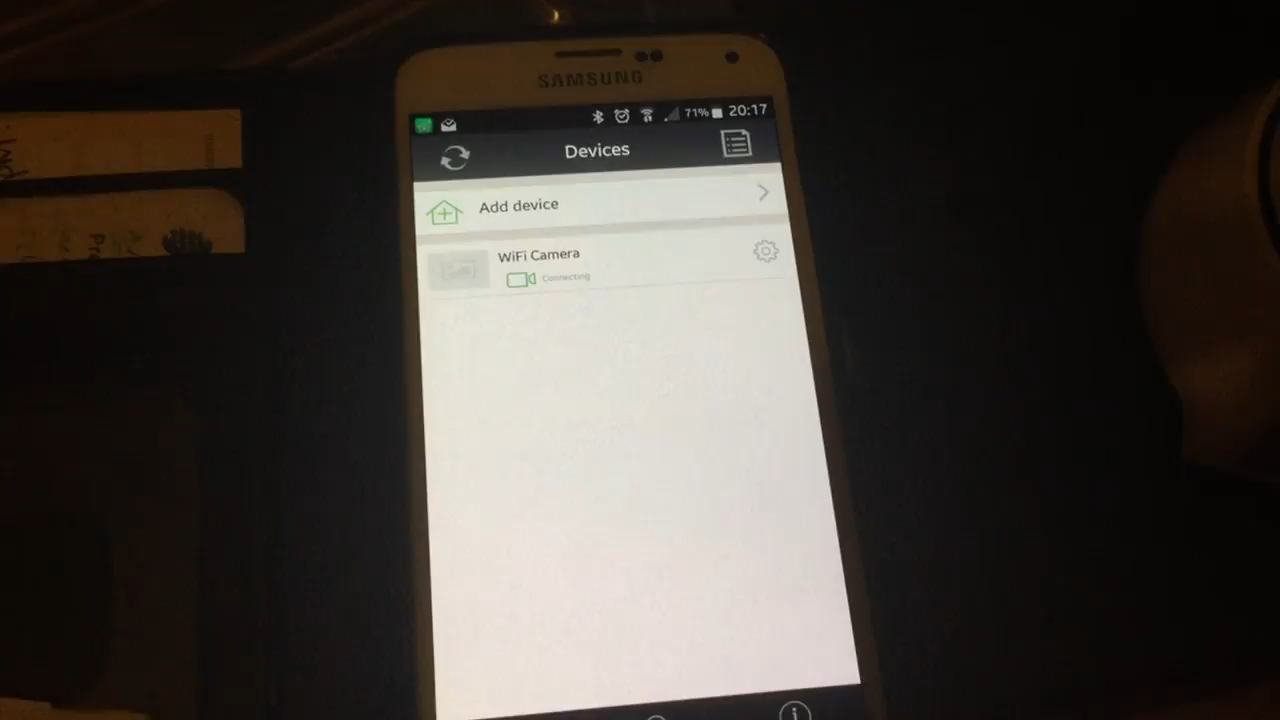 SAMSUNG
71% 20:17
Devices
Add device
WiFi Camera
Connecting